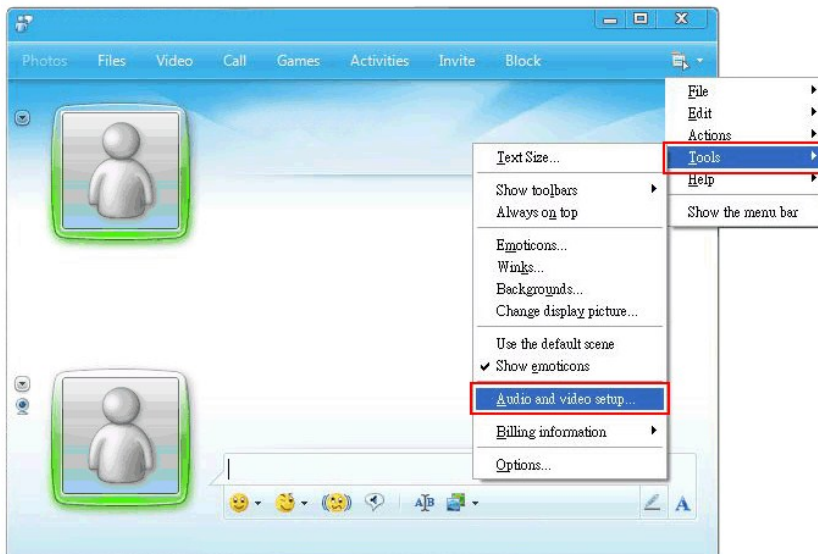 Photos Files Video Call Games Activities Invite Block
File
Edit
Actions
Tools
Help
Show the menu bar
Text Size...
Show toolbars
Always on top
Emoticons...
Winks...
Backgrounds...
Change display picture...
Use the default scene
Show emoticons
Audio and video setup...
Billing information
Options...
AB
A